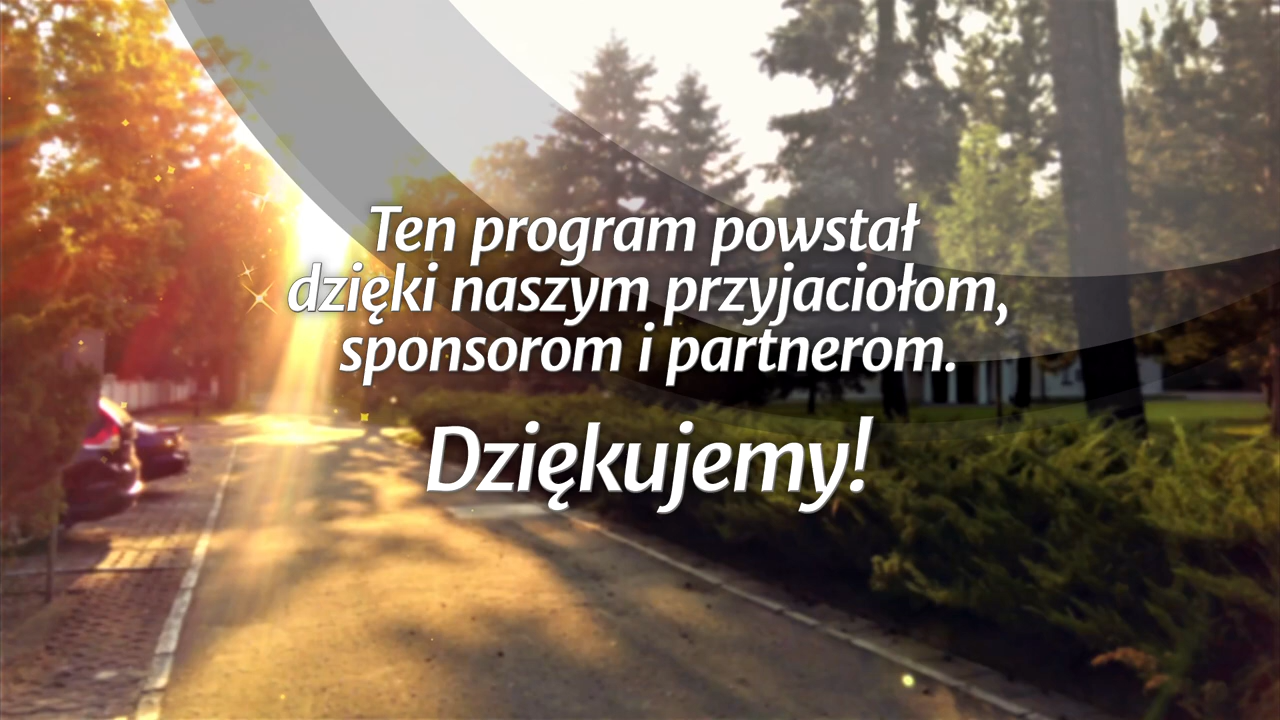 Ten program powstał
dzięki naszym przyjaciołom,
sponsorom i partnerom.
Dziękujemy!